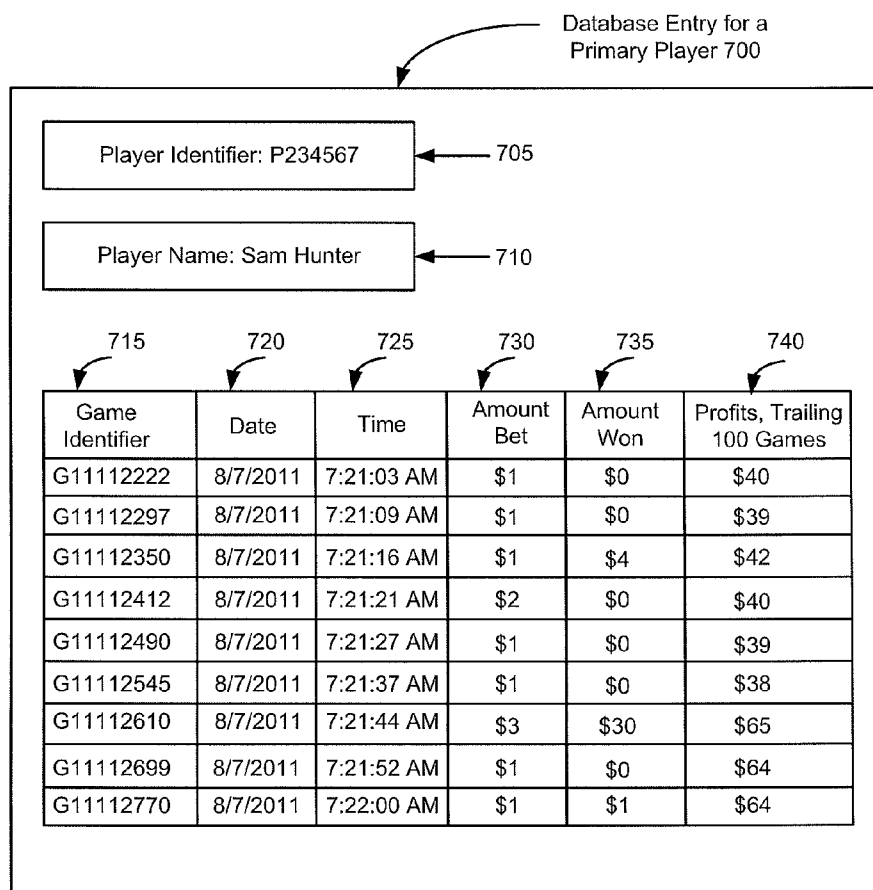 Database Entry for a
Primary Player 700
Player Identifier: P234567
705
Player Name: Sam Hunter
710
715 720 725 730 735 740
Game Identifier Date Time Amount Bet Amount Won Profits, Trailing 100 Games
G11112222 8/7/2011 7:21:03 AM $1 $0 $40
G11112297 8/7/2011 7:21:09 AM $1 $0 $39
G11112350 8/7/2011 7:21:16 AM $1 $4 $42
G11112412 8/7/2011 7:21:21 AM $2 $0 $40
G11112490 8/7/2011 7:21:27 AM $1 $0 $39
G11112545 8/7/2011 7:21:37 AM $1 $0 $38
G11112610 8/7/2011 7:21:44 AM $3 $30 $65
G11112699 8/7/2011 7:21:52 AM $1 $0 $64
G11112770 8/7/2011 7:22:00 AM $1 $1 $64